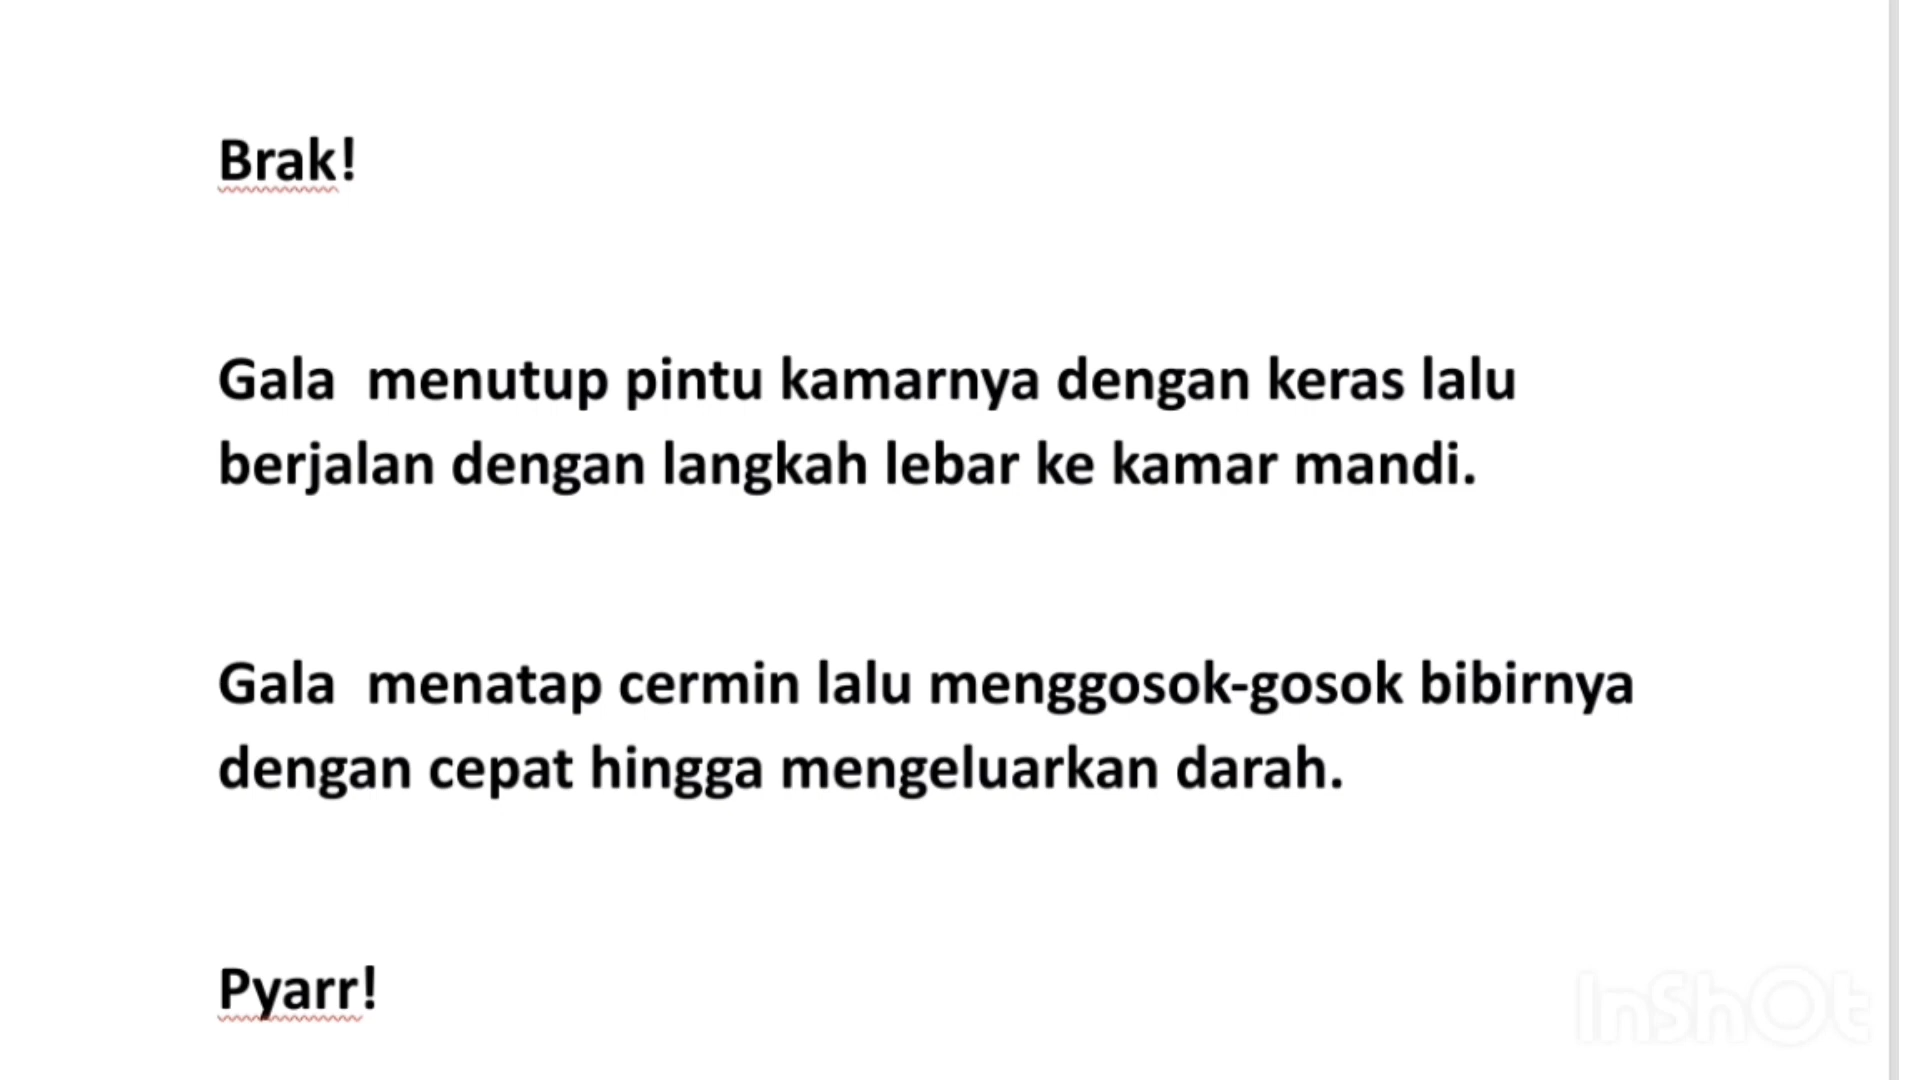 Brak!
Gala  menutup pintu kamarnya dengan keras lalu
berjalan dengan langkah lebar ke kamar mandi.
Gala  menatap cermin lalu menggosok-gosok bibirnya
dengan cepat hingga mengeluarkan darah.
Pyarr!
InShOt